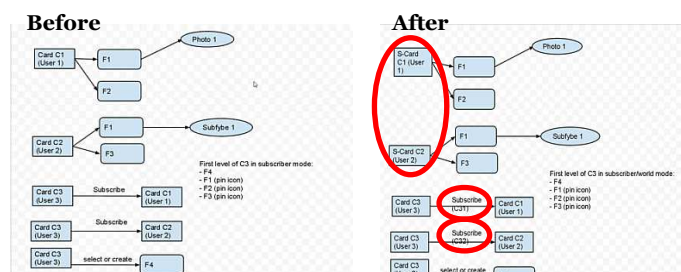 Before
Photo 1
Card C1
(User 1)
F1
F2
F1
Subfybe 1
Card C2
(User 2)
F3
First level of C3 in subscriber mode:
- F4
- F1 (pin icon)
- F2 (pin icon)
- F3 (pin icon)
Card C3
(User 3)
Subscribe
Card C1
(User 1)
Card C3
(User 3)
Subscribe
Card C2
(User 2)
Card C3
(User 3)
select or create
F4
After
Photo 1
S-Card
C1 (User
1)
F1
F2
F1
Subfybe 1
S-Card C2
(User 2)
F3
First level of C3 in subscriber/world mode:
- F4
- F1 (pin icon)
- F2 (pin icon)
- F3 (pin icon)
Card C3
(User 3)
Subscribe
(C31)
Card C1
(User 1)
Card C3
(User 3)
Subscribe
(C32)
Card C2
(User 2)
Card C3
select or create